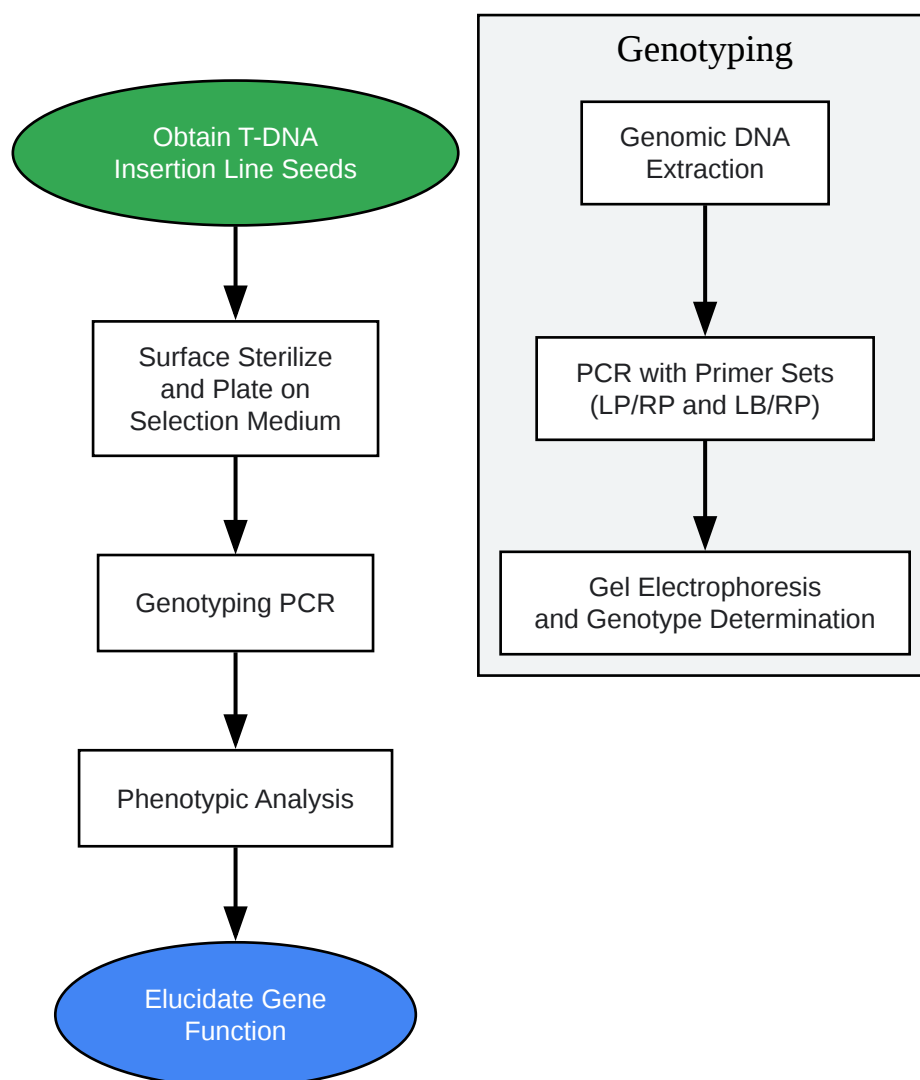 Obtain T-DNA
Insertion Line Seeds
Surface Sterilize
and Plate on
Selection Medium
Genotyping PCR
Phenotypic Analysis
Elucidate Gene
Function
Genotyping
Genomic DNA
Extraction
PCR with Primer Sets
(LP/RP and LB/RP)
Gel Electrophoresis
and Genotype Determination